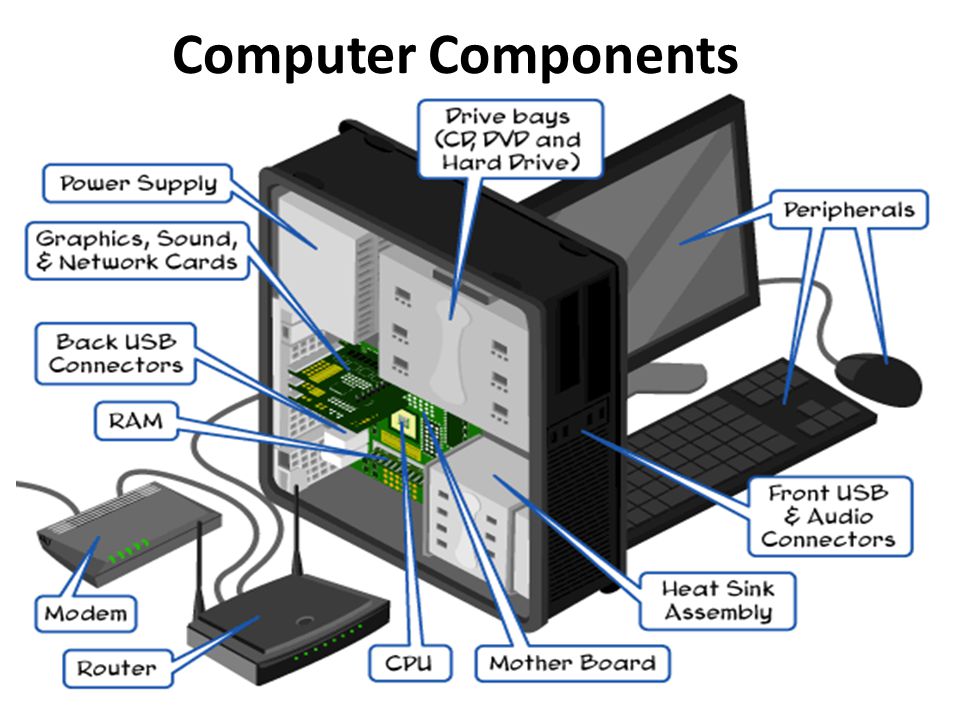 Computer Components
Drive bays
(CD, DVD and
Hard Drive)
Power Supply
Peripherals
Graphics, Sound,
& Network Cards
Back USB
Connectors
RAM
Front USB
& Audio
Connectors
Heat Sink
Assembly
Modem
Router
CPU
Mother Board